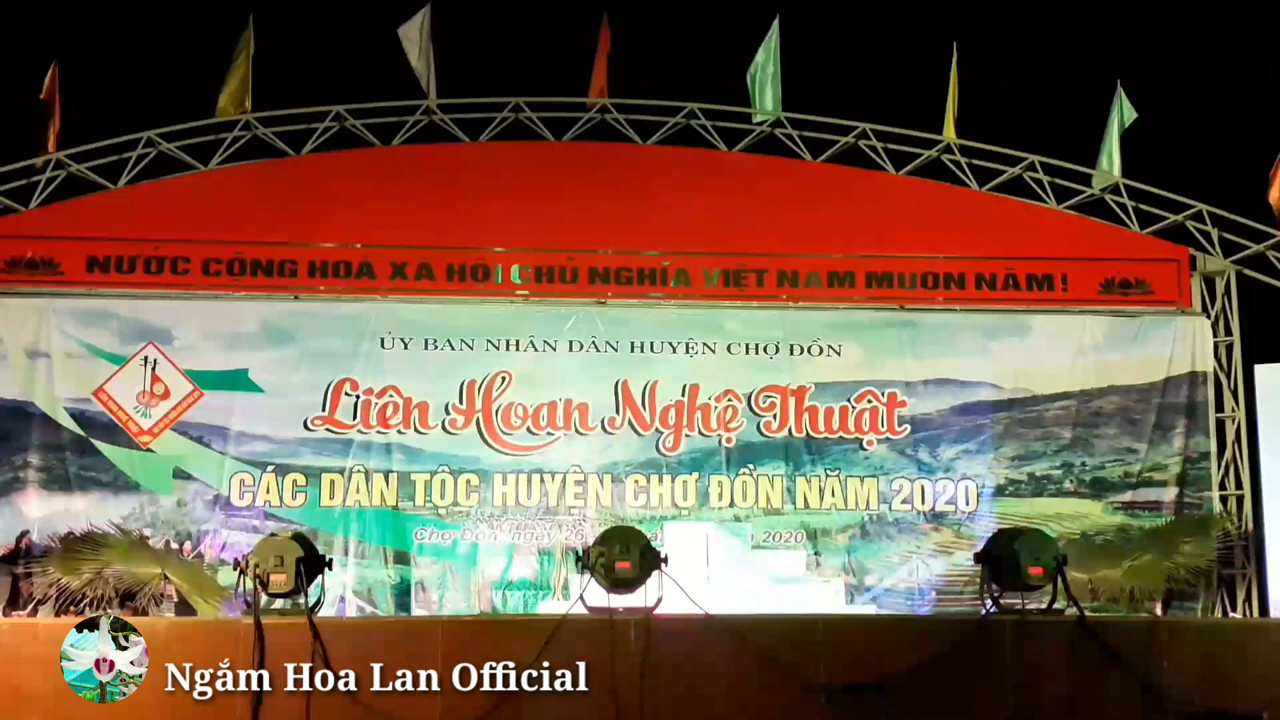 NƯỚC CỘNG HOÀ XÃ HỘI CHỦ NGHĨA VIỆT NAM MUÔN NĂM!
ỦY BAN NHÂN DÂN HUYỆN CHỢ ĐỒN
Liên Hoan Nghệ Thuật
CÁC DÂN TỘC HUYỆN CHỢ ĐỒN NĂM 2020
Chợ Đồn, ngày 26 2020
Ngắm Hoa Lan Official